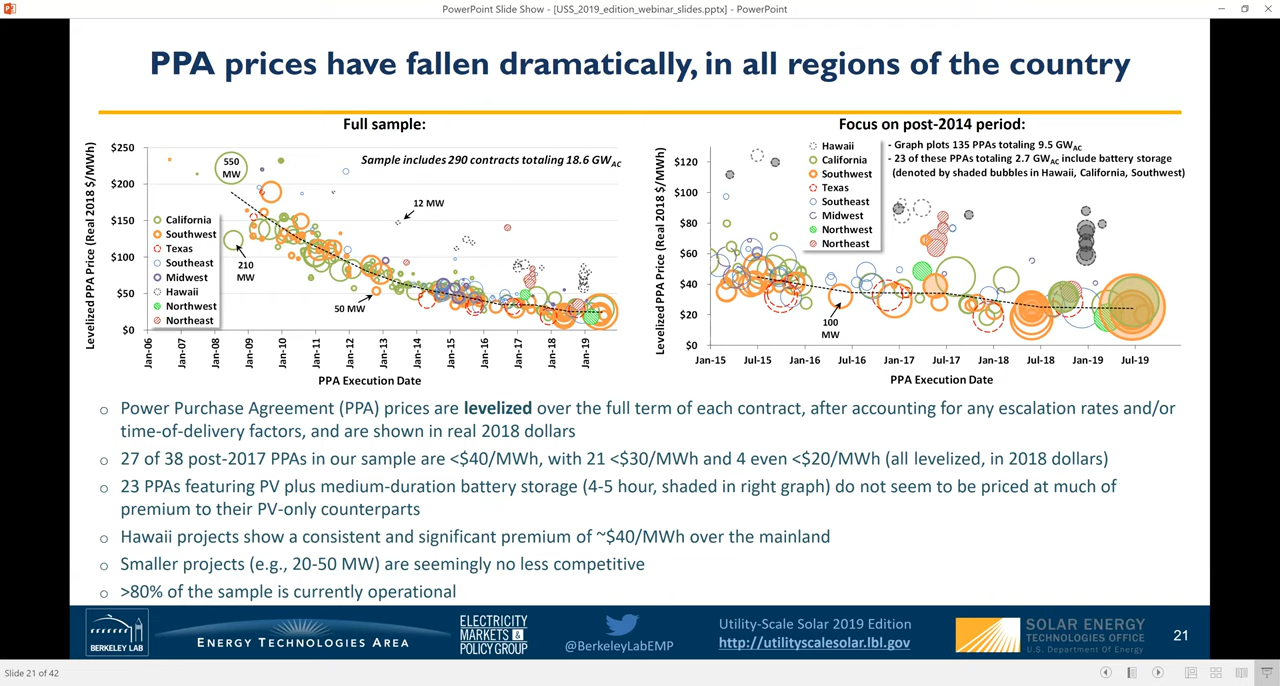 PowerPoint Slide Show - [USS_2019_edition_webinar_slides.pptx] - PowerPoint
PPA prices have fallen dramatically, in all regions of the country
Full sample:
Levelized PPA Price (Real 2018 $/MWh)
$250
$200
$150
$100
$50
$0
Sample includes 290 contracts totaling 18.6 GWAC
550
MW
12 MW
210
MW
50 MW
California
Southwest
Texas
Southeast
Midwest
Hawaii
Northwest
Northeast
Jan-06
Jan-07
Jan-08
Jan-09
Jan-10
Jan-11
Jan-12
Jan-13
Jan-14
Jan-15
Jan-16
Jan-17
Jan-18
Jan-19
PPA Execution Date
Focus on post-2014 period:
Levelized PPA Price (Real 2018 $/MWh)
$120
$100
$80
$60
$40
$20
$0
Hawaii
California
Southwest
Texas
Southeast
Midwest
Northwest
Northeast
- Graph plots 135 PPAs totaling 9.5 GWAC
- 23 of these PPAs totaling 2.7 GWAC include battery storage
(denoted by shaded bubbles in Hawaii, California, Southwest)
100
MW
Jan-15
Jul-15
Jan-16
Jul-16
Jan-17
Jul-17
Jan-18
Jul-18
Jan-19
Jul-19
PPA Execution Date
o Power Purchase Agreement (PPA) prices are levelized over the full term of each contract, after accounting for any escalation rates and/or
time-of-delivery factors, and are shown in real 2018 dollars
o 27 of 38 post-2017 PPAs in our sample are <$40/MWh, with 21 <$30/MWh and 4 even <$20/MWh (all levelized, in 2018 dollars)
o 23 PPAs featuring PV plus medium-duration battery storage (4-5 hour, shaded in right graph) do not seem to be priced at much of
premium to their PV-only counterparts
o Hawaii projects show a consistent and significant premium of ~$40/MWh over the mainland
o Smaller projects (e.g., 20-50 MW) are seemingly no less competitive
o >80% of the sample is currently operational
BERKELEY LAB
ENERGY TECHNOLOGIES AREA
ELECTRICITY
MARKETS &
POLICY GROUP
@BerkeleyLabEMP
Utility-Scale Solar 2019 Edition
http://utilityscalesolar.lbl.gov
SOLAR ENERGY
TECHNOLOGIES OFFICE
U.S. Department Of Energy
21
Slide 21 of 42